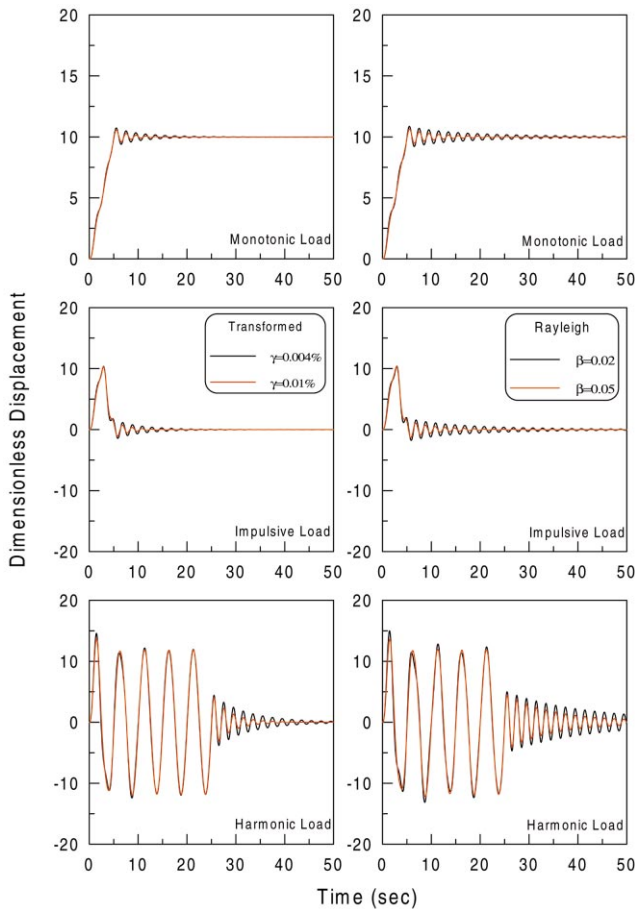 Dimensionless Displacement
20
15
10
5
0
0 10 20 30 40 50
Monotonic Load
20
15
10
5
0
0 10 20 30 40 50
Monotonic Load
20
10
0
-10
-20
0 10 20 30 40 50
Transformed
γ=0.004%
γ=0.01%
Impulsive Load
20
10
0
-10
-20
0 10 20 30 40 50
Rayleigh
β=0.02
β=0.05
Impulsive Load
20
10
0
-10
-20
0 10 20 30 40 50
Harmonic Load
20
10
0
-10
-20
0 10 20 30 40 50
Harmonic Load
Time (sec)